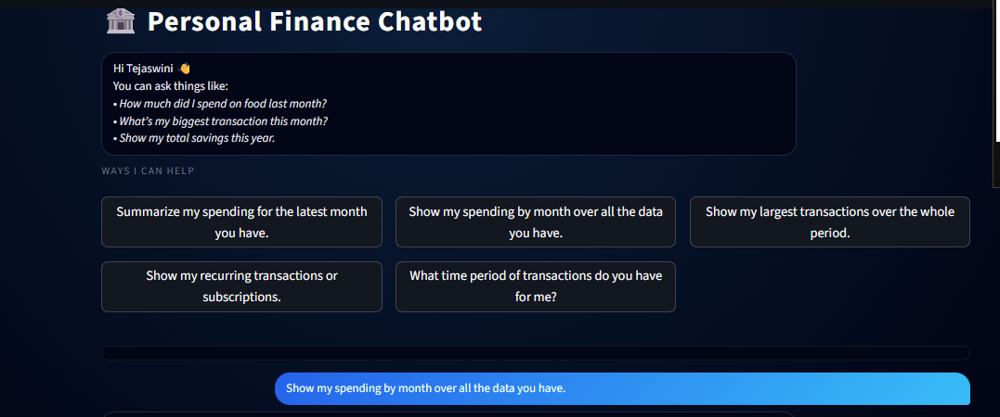 Personal Finance Chatbot
Hi Tejaswini 👋
You can ask things like:
• How much did I spend on food last month?
• What's my biggest transaction this month?
• Show my total savings this year.
WAYS I CAN HELP
Summarize my spending for the latest month
you have.
Show my spending by month over all the data
you have.
Show my largest transactions over the whole
period.
Show my recurring transactions or
subscriptions.
What time period of transactions do you have
for me?
Show my spending by month over all the data you have.